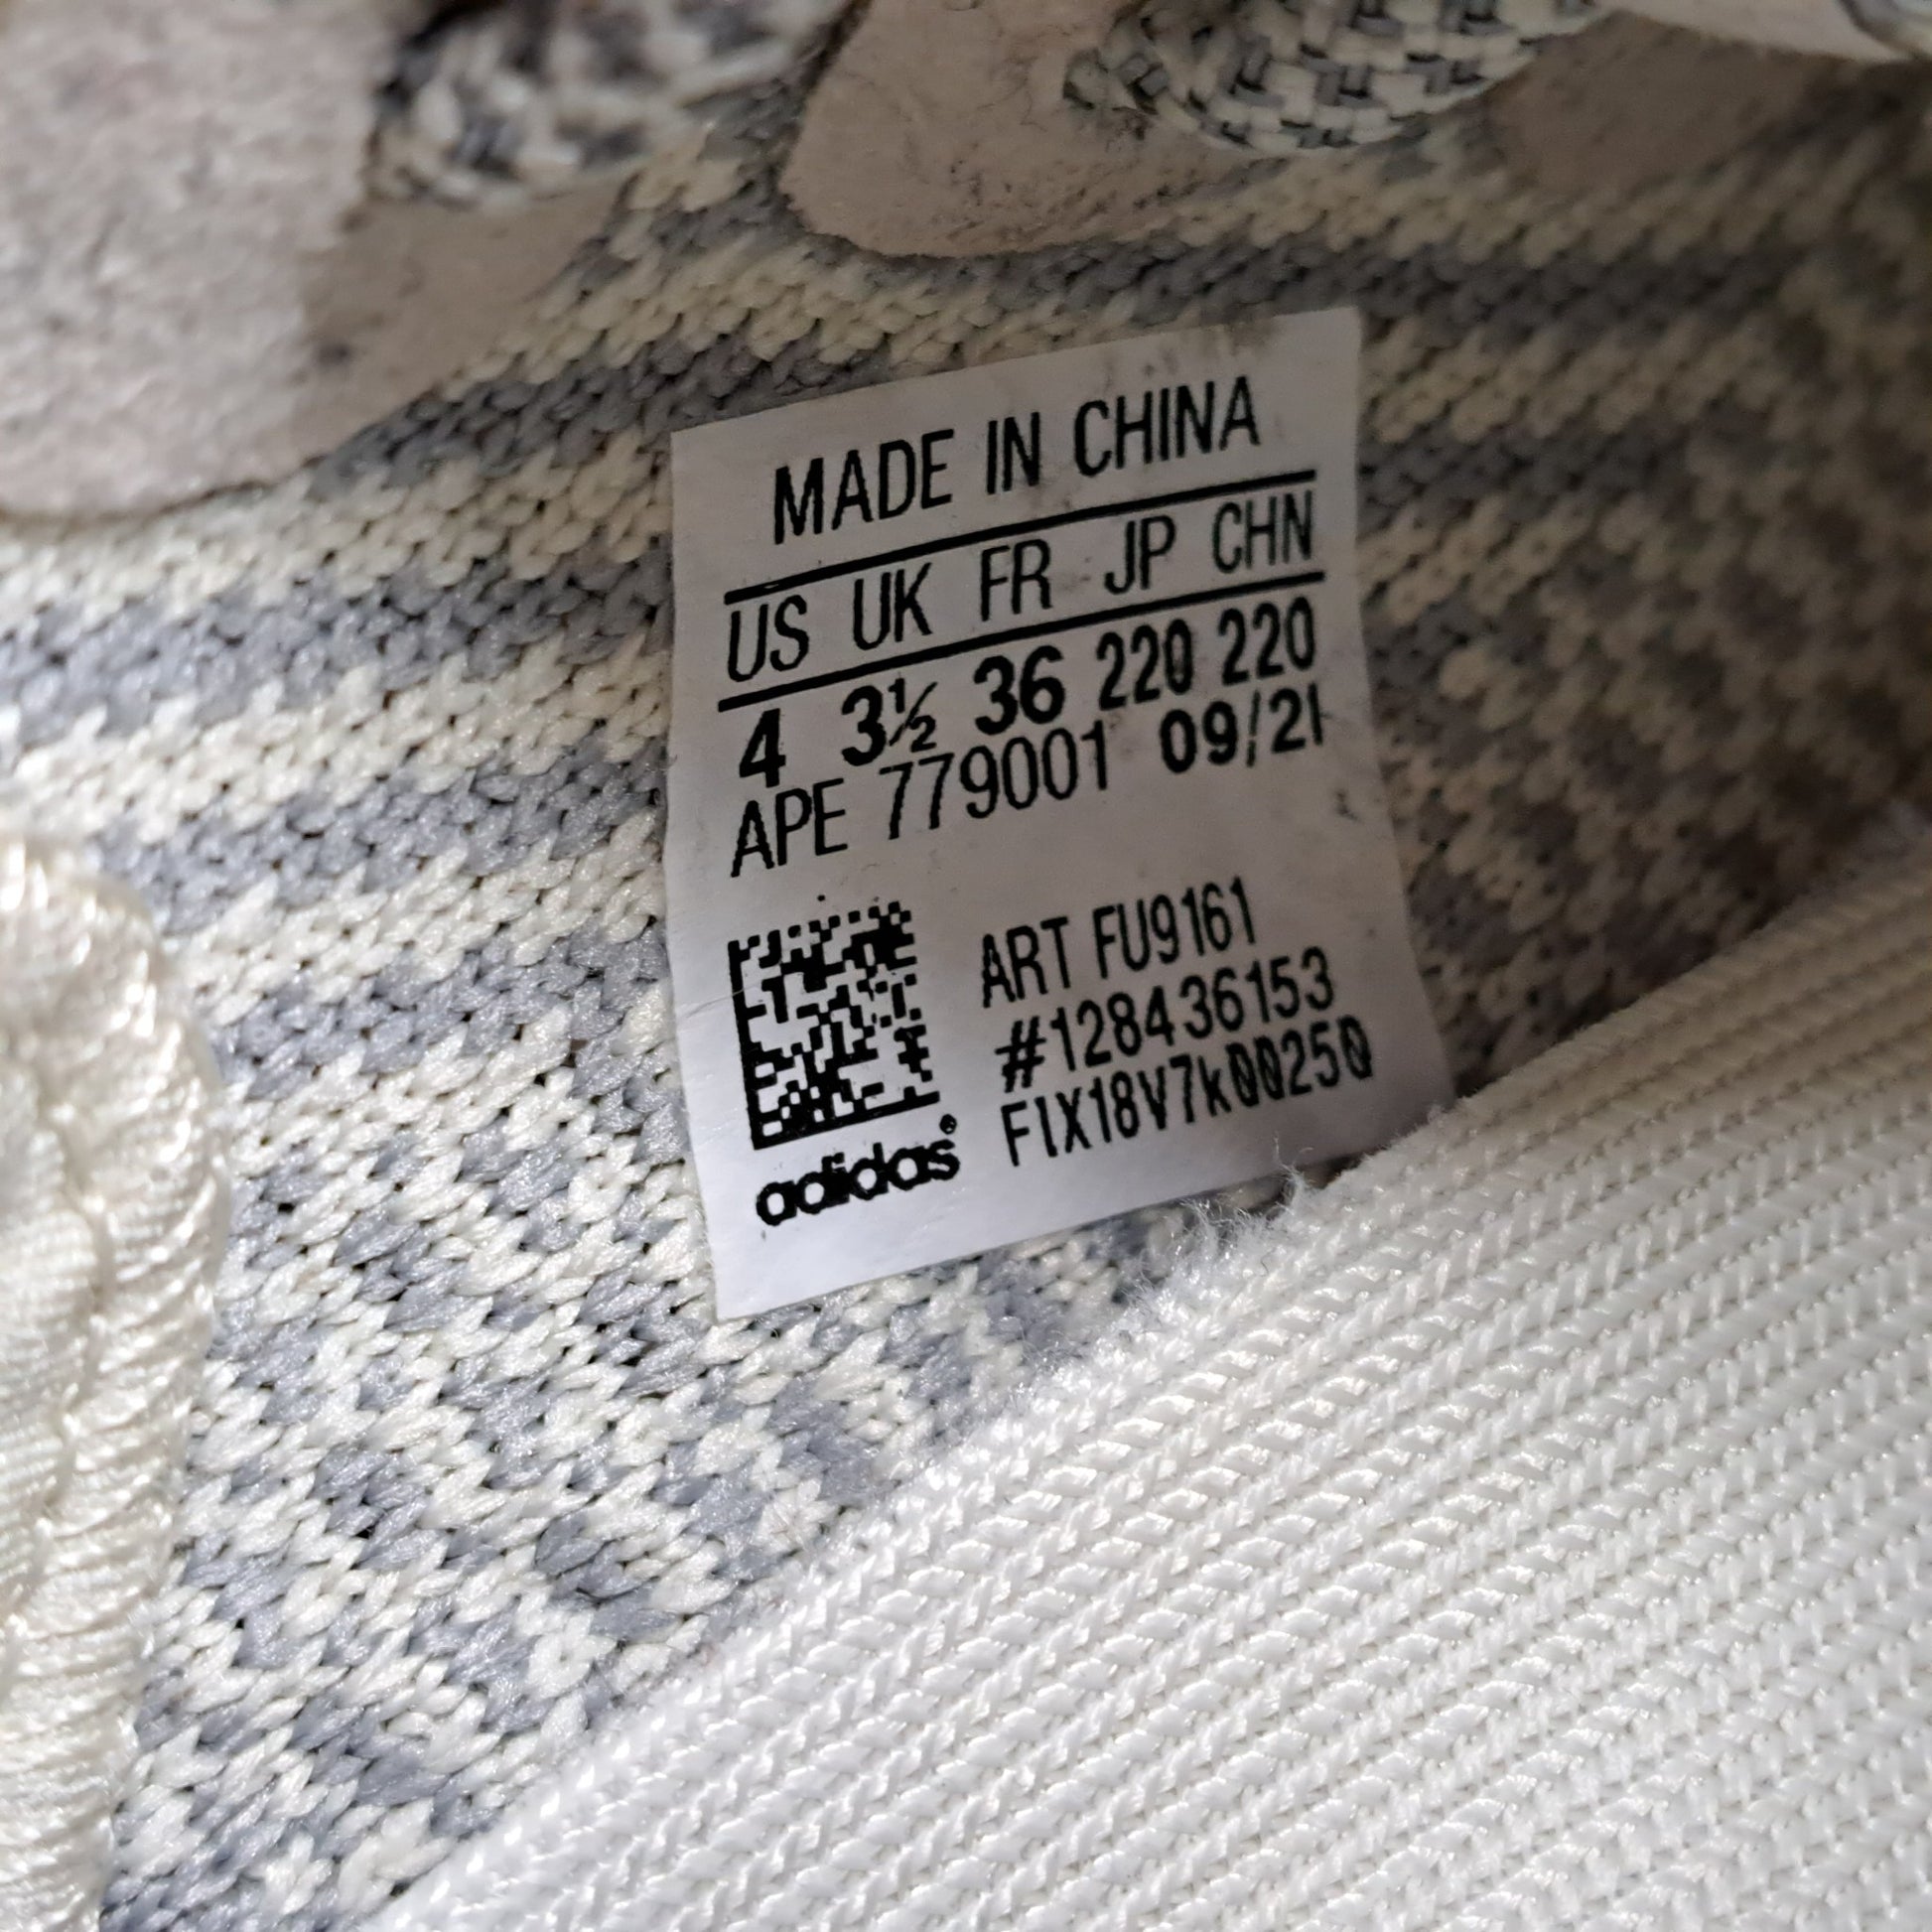 MADE IN CHINA
US UK FR JP CHN
4 3½ 36 220 220
APE 779001 09/21
ART FU9161
#128436153
FIX18V7k00250
adidas®